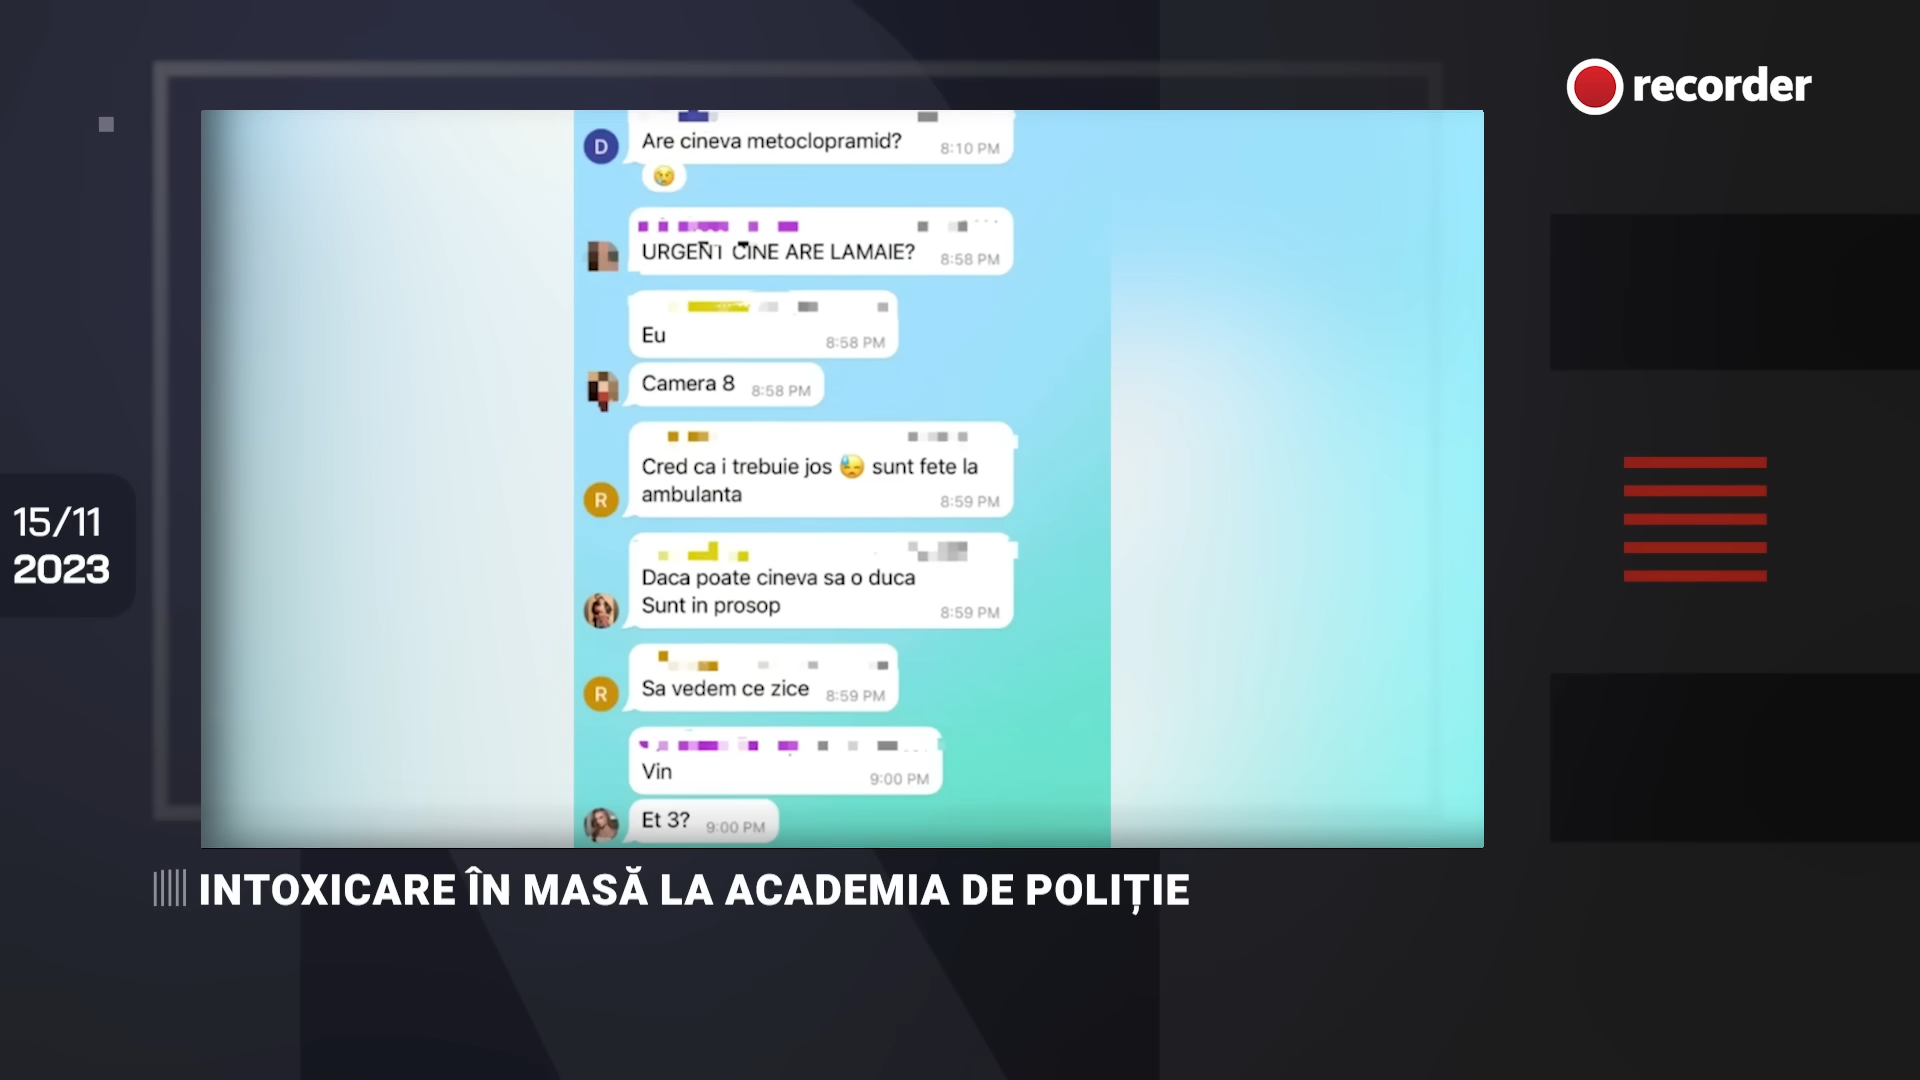 recorder
D
Are cineva metoclopramid?
8:10 PM
URGENT CINE ARE LAMAIE?
8:58 PM
Eu
8:58 PM
Camera 8
8:58 PM
Cred ca i trebuie jos 😓 sunt fete la
ambulanta
8:59 PM
R
Daca poate cineva sa o duca
Sunt in prosop
8:59 PM
Sa vedem ce zice
8:59 PM
R
Vin
9:00 PM
Et 3?
9:00 PM
15/11
2023
INTOXICARE ÎN MASĂ LA ACADEMIA DE POLIȚIE